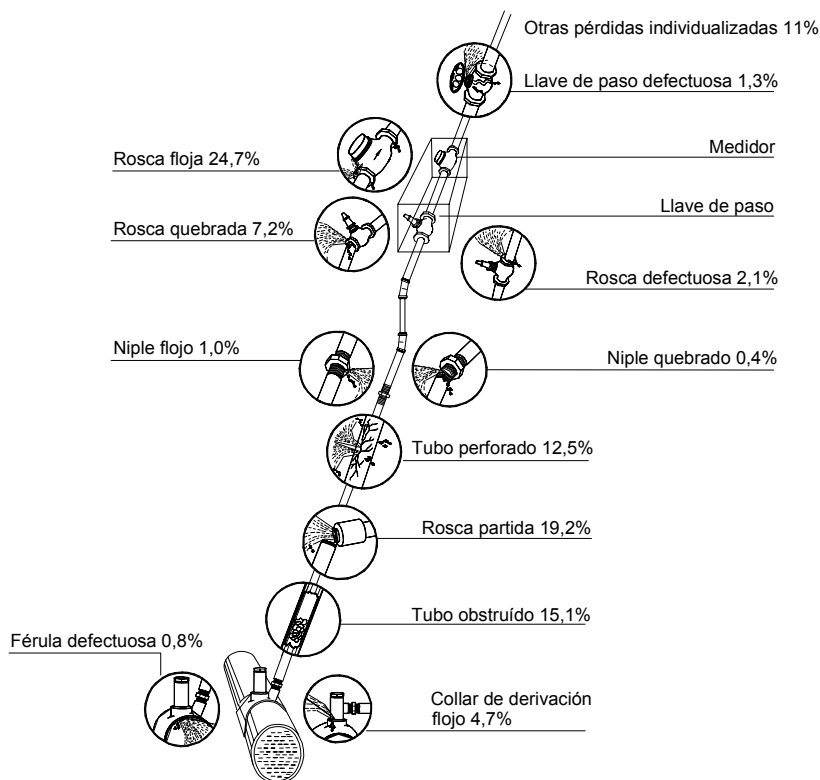 Otras pérdidas individualizadas 11%
Llave de paso defectuosa 1,3%
Medidor
Rosca floja 24,7%
Llave de paso
Rosca quebrada 7,2%
Rosca defectuosa 2,1%
Niple flojo 1,0%
Niple quebrado 0,4%
Tubo perforado 12,5%
Rosca partida 19,2%
Tubo obstruído 15,1%
Férula defectuosa 0,8%
Collar de derivación
flojo 4,7%